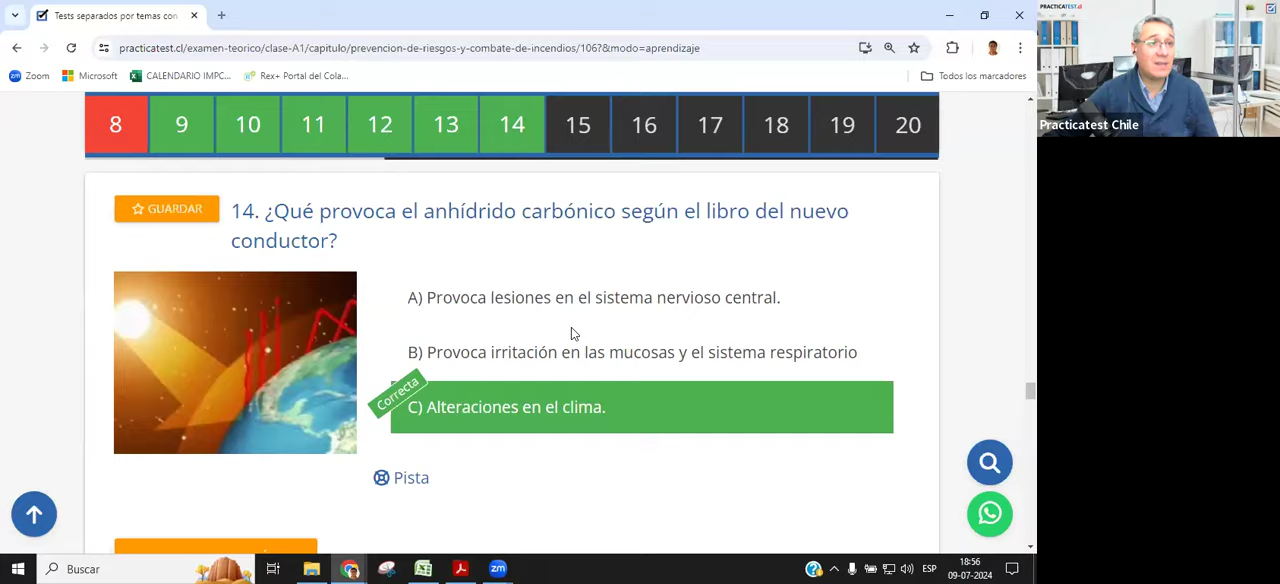 Tests separados por temas con
practicatest.cl/examen-teorico/clase-A1/capitulo/prevencion-de-riesgos-y-combate-de-incendios/1067&modo=aprendizaje
Zoom
Microsoft
CALENDARIO IMPC...
Rex+ Portal del Cola...
Todos los marcadores
PRACTICATEST.cl
Practicatest Chile
8 9 10 11 12 13 14 15 16 17 18 19 20
GUARDAR
14. ¿Qué provoca el anhídrido carbónico según el libro del nuevo
conductor?
A) Provoca lesiones en el sistema nervioso central.
B) Provoca irritación en las mucosas y el sistema respiratorio
Correcta
C) Alteraciones en el clima.
Pista
Buscar
ESP
18:56
09-07-2024